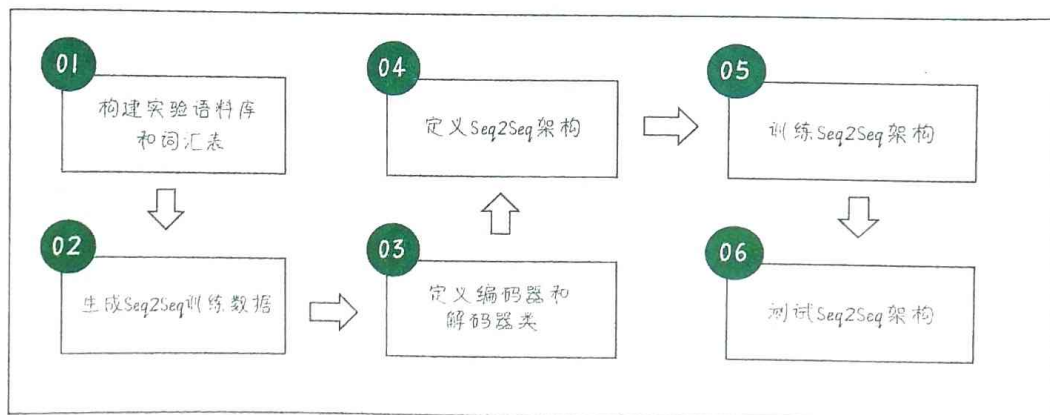 01
构建实验语料库
和词汇表
02
生成Seq2Seq训练数据
03
定义编码器和
解码器类
04
定义Seq2Seq架构
05
训练Seq2Seq架构
06
测试Seq2Seq架构